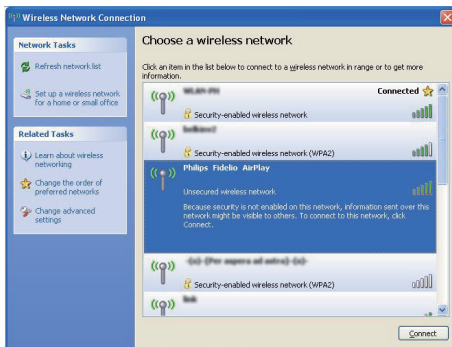 Wireless Network Connection
Network Tasks
Refresh network list
Set up a wireless network
for a home or small office
Related Tasks
Learn about wireless
networking
Change the order of
preferred networks
Change advanced
settings
Choose a wireless network
Click an item in the list below to connect to a wireless network in range or to get more
information.
Connected
Security-enabled wireless network
Security-enabled wireless network (WPA2)
Philips Fidelio AirPlay
Unsecured wireless network
Because security is not enabled on this network, information sent over this
network might be visible to others. To connect to this network, click
Connect.
Security-enabled wireless network (WPA2)
Connect